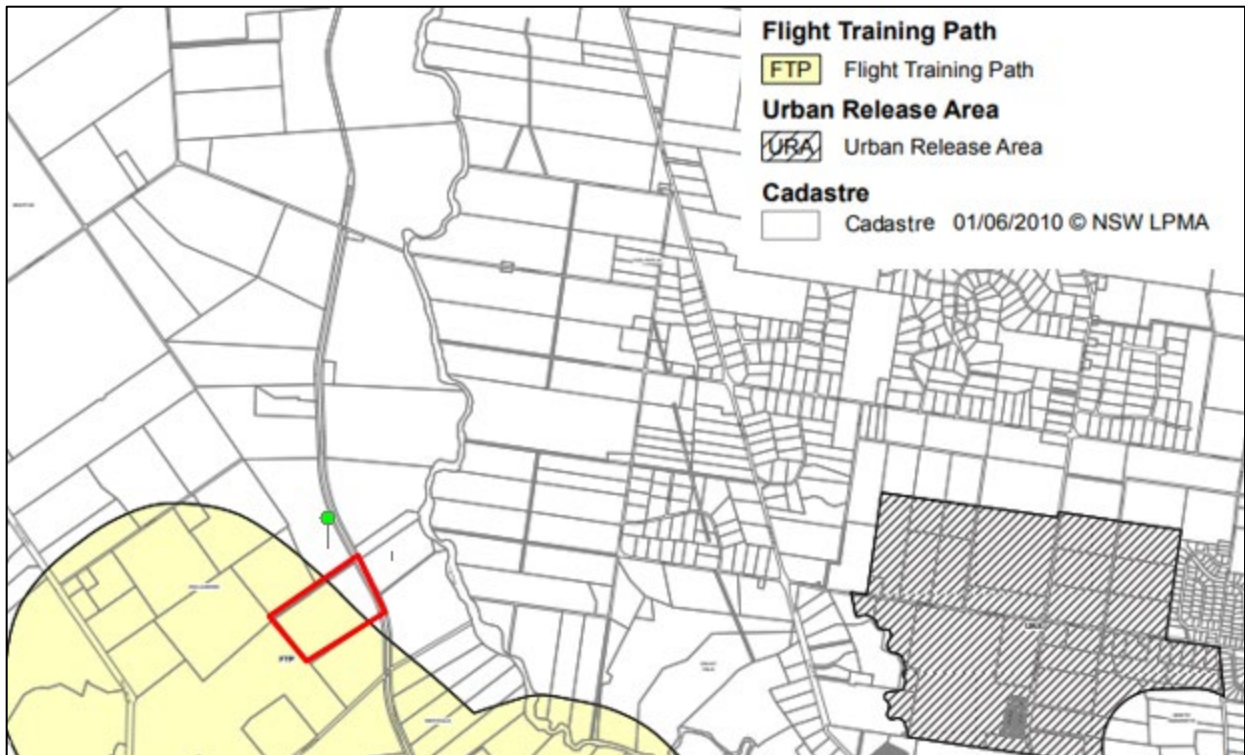 Flight Training Path
FTP Flight Training Path
Urban Release Area
URA Urban Release Area
Cadastre
Cadastre 01/06/2010 © NSW LPMA
FTP